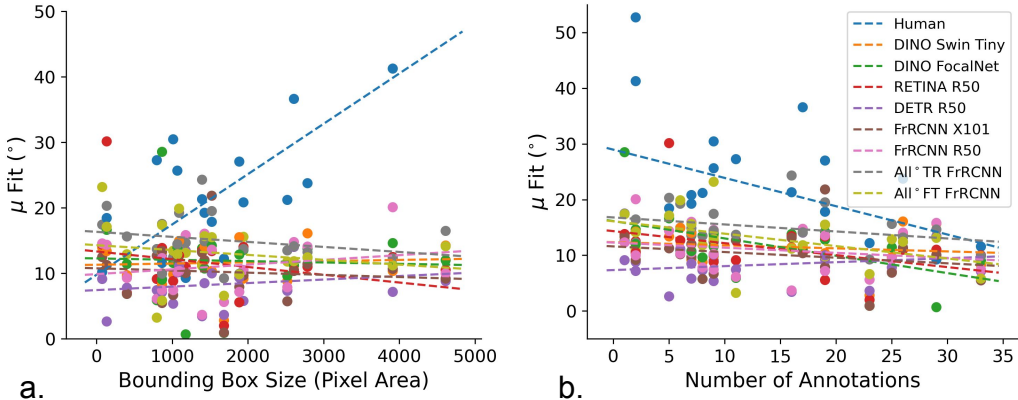 50
40
30
20
10
0
μ Fit (°)
0
1000
2000
3000
4000
5000
Bounding Box Size (Pixel Area)
a.
50
40
30
20
10
0
μ Fit (°)
0
5
10
15
20
25
30
35
Number of Annotations
b.
Human
DINO Swin Tiny
DINO FocalNet
RETINA R50
DETR R50
FrRCNN X101
FrRCNN R50
All°TR FrRCNN
All°FT FrRCNN